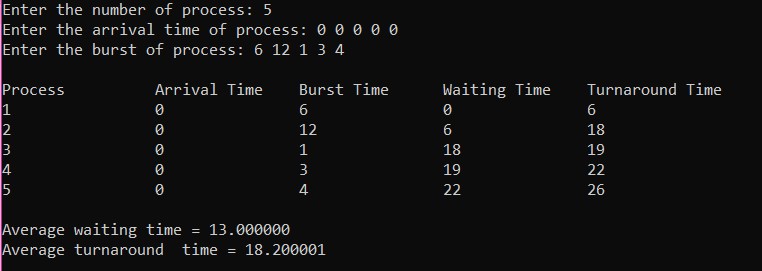 Enter the number of process: 5
Enter the arrival time of process: 0 0 0 0 0
Enter the burst of process: 6 12 1 3 4
Process Arrival Time Burst Time Waiting Time Turnaround Time
1 0 6 0 6
2 0 12 6 18
3 0 1 18 19
4 0 3 19 22
5 0 4 22 26
Average waiting time = 13.000000
Average turnaround  time = 18.200001